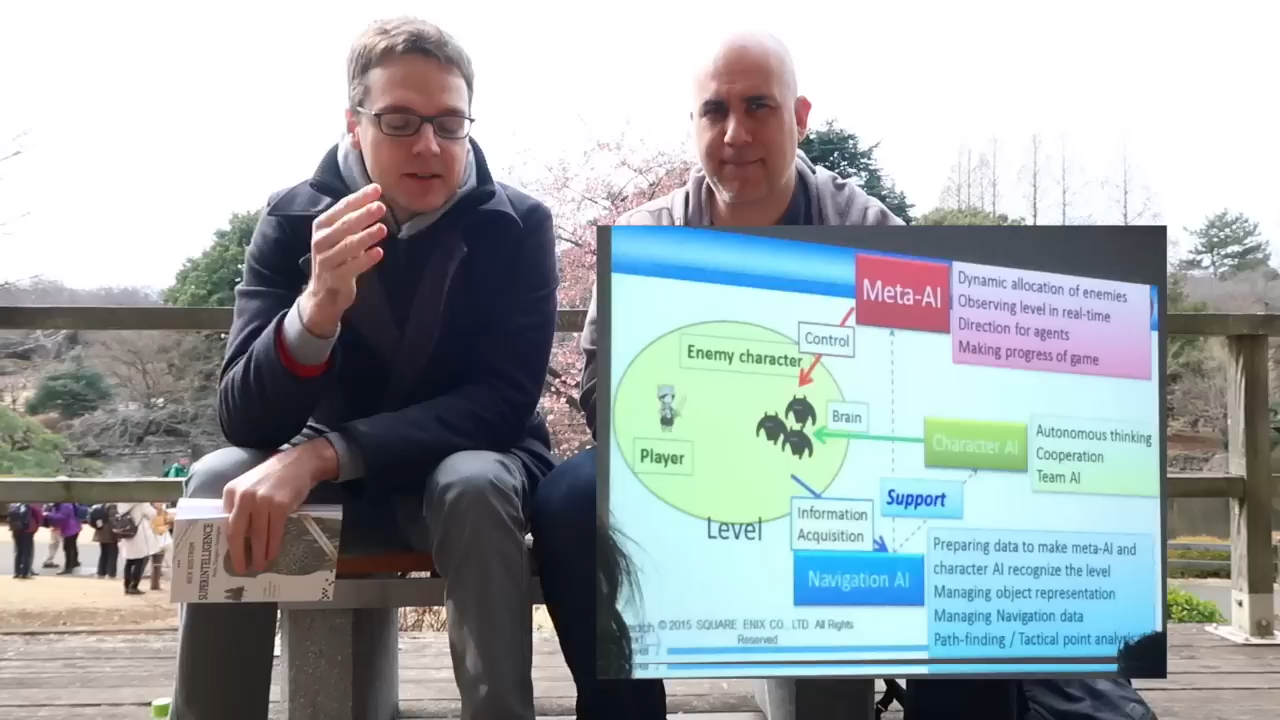 NICK BOSTROM
SUPERINTELLIGENCE
Meta-AI
Dynamic allocation of enemies
Observing level in real-time
Direction for agents
Making progress of game
Control
Enemy character
Player
Brain
Character AI
Autonomous thinking
Cooperation
Team AI
Support
Level
Information
Acquisition
Navigation AI
Preparing data to make meta-AI and
character AI recognize the level
Managing object representation
Managing Navigation data
Path-finding / Tactical point analysis
© 2015 SQUARE ENIX CO., LTD All Rights
Reserved